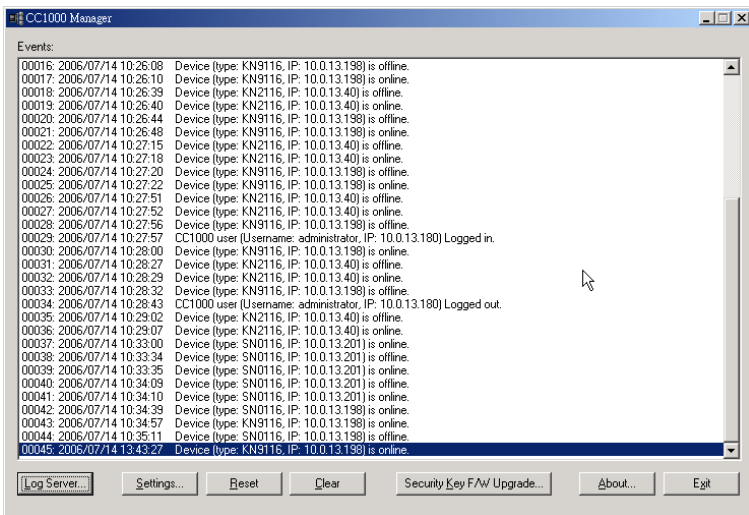 CC1000 Manager
Events:
00016: 2006/07/14 10:26:08 Device (type: KN9116, IP: 10.0.13.198) is offline.
00017: 2006/07/14 10:26:10 Device (type: KN9116, IP: 10.0.13.198) is online.
00018: 2006/07/14 10:26:39 Device (type: KN2116, IP: 10.0.13.40) is offline.
00019: 2006/07/14 10:26:40 Device (type: KN2116, IP: 10.0.13.40) is online.
00020: 2006/07/14 10:26:44 Device (type: KN9116, IP: 10.0.13.198) is offline.
00021: 2006/07/14 10:26:48 Device (type: KN9116, IP: 10.0.13.198) is online.
00022: 2006/07/14 10:27:15 Device (type: KN2116, IP: 10.0.13.40) is offline.
00023: 2006/07/14 10:27:18 Device (type: KN2116, IP: 10.0.13.40) is online.
00024: 2006/07/14 10:27:20 Device (type: KN9116, IP: 10.0.13.198) is offline.
00025: 2006/07/14 10:27:22 Device (type: KN9116, IP: 10.0.13.198) is online.
00026: 2006/07/14 10:27:51 Device (type: KN2116, IP: 10.0.13.40) is offline.
00027: 2006/07/14 10:27:52 Device (type: KN2116, IP: 10.0.13.40) is online.
00028: 2006/07/14 10:27:56 Device (type: KN9116, IP: 10.0.13.198) is offline.
00029: 2006/07/14 10:27:57 CC1000 user (Username: administrator, IP: 10.0.13.180) Logged in.
00030: 2006/07/14 10:28:00 Device (type: KN9116, IP: 10.0.13.198) is online.
00031: 2006/07/14 10:28:27 Device (type: KN2116, IP: 10.0.13.40) is offline.
00032: 2006/07/14 10:28:29 Device (type: KN2116, IP: 10.0.13.40) is online.
00033: 2006/07/14 10:28:32 Device (type: KN9116, IP: 10.0.13.198) is offline.
00034: 2006/07/14 10:28:43 CC1000 user (Username: administrator, IP: 10.0.13.180) Logged out.
00035: 2006/07/14 10:29:02 Device (type: KN2116, IP: 10.0.13.40) is offline.
00036: 2006/07/14 10:29:07 Device (type: KN2116, IP: 10.0.13.40) is online.
00037: 2006/07/14 10:33:00 Device (type: SN0116, IP: 10.0.13.201) is online.
00038: 2006/07/14 10:33:34 Device (type: SN0116, IP: 10.0.13.201) is offline.
00039: 2006/07/14 10:33:35 Device (type: SN0116, IP: 10.0.13.201) is online.
00040: 2006/07/14 10:34:09 Device (type: SN0116, IP: 10.0.13.201) is offline.
00041: 2006/07/14 10:34:10 Device (type: SN0116, IP: 10.0.13.201) is online.
00042: 2006/07/14 10:34:39 Device (type: SN0116, IP: 10.0.13.198) is online.
00043: 2006/07/14 10:34:57 Device (type: KN9116, IP: 10.0.13.198) is online.
00044: 2006/07/14 10:35:11 Device (type: SN0116, IP: 10.0.13.198) is offline.
00045: 2006/07/14 13:43:27 Device (type: KN9116, IP: 10.0.13.198) is online.
Log Server... Settings... Reset Clear Security Key F/W Upgrade... About... Exit